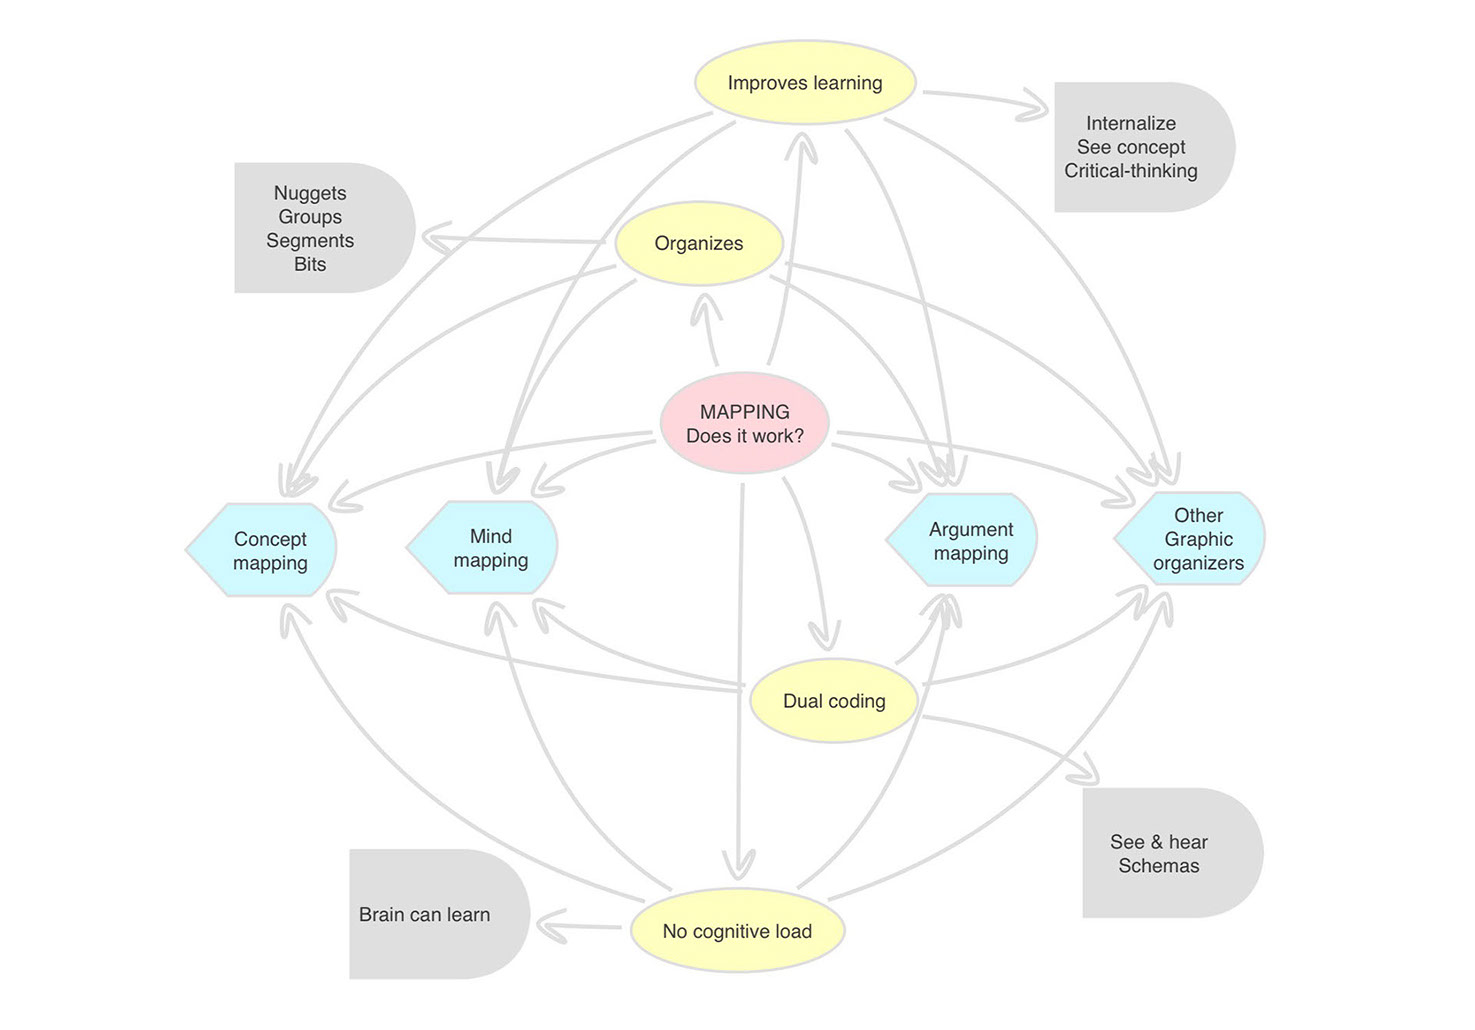 Improves learning
Internalize
See concept
Critical-thinking
Nuggets
Groups
Segments
Bits
Organizes
MAPPING
Does it work?
Concept
mapping
Mind
mapping
Argument
mapping
Other
Graphic
organizers
Dual coding
See & hear
Schemas
Brain can learn
No cognitive load